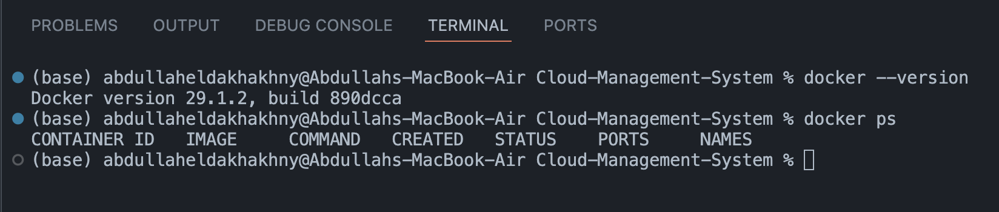 PROBLEMS OUTPUT DEBUG CONSOLE TERMINAL PORTS
(base) abdullaheldakhakhny@Abdullahs-MacBook-Air Cloud-Management-System % docker --version
Docker version 29.1.2, build 890dcca
(base) abdullaheldakhakhny@Abdullahs-MacBook-Air Cloud-Management-System % docker ps
CONTAINER ID   IMAGE     COMMAND   CREATED   STATUS    PORTS     NAMES
(base) abdullaheldakhakhny@Abdullahs-MacBook-Air Cloud-Management-System %